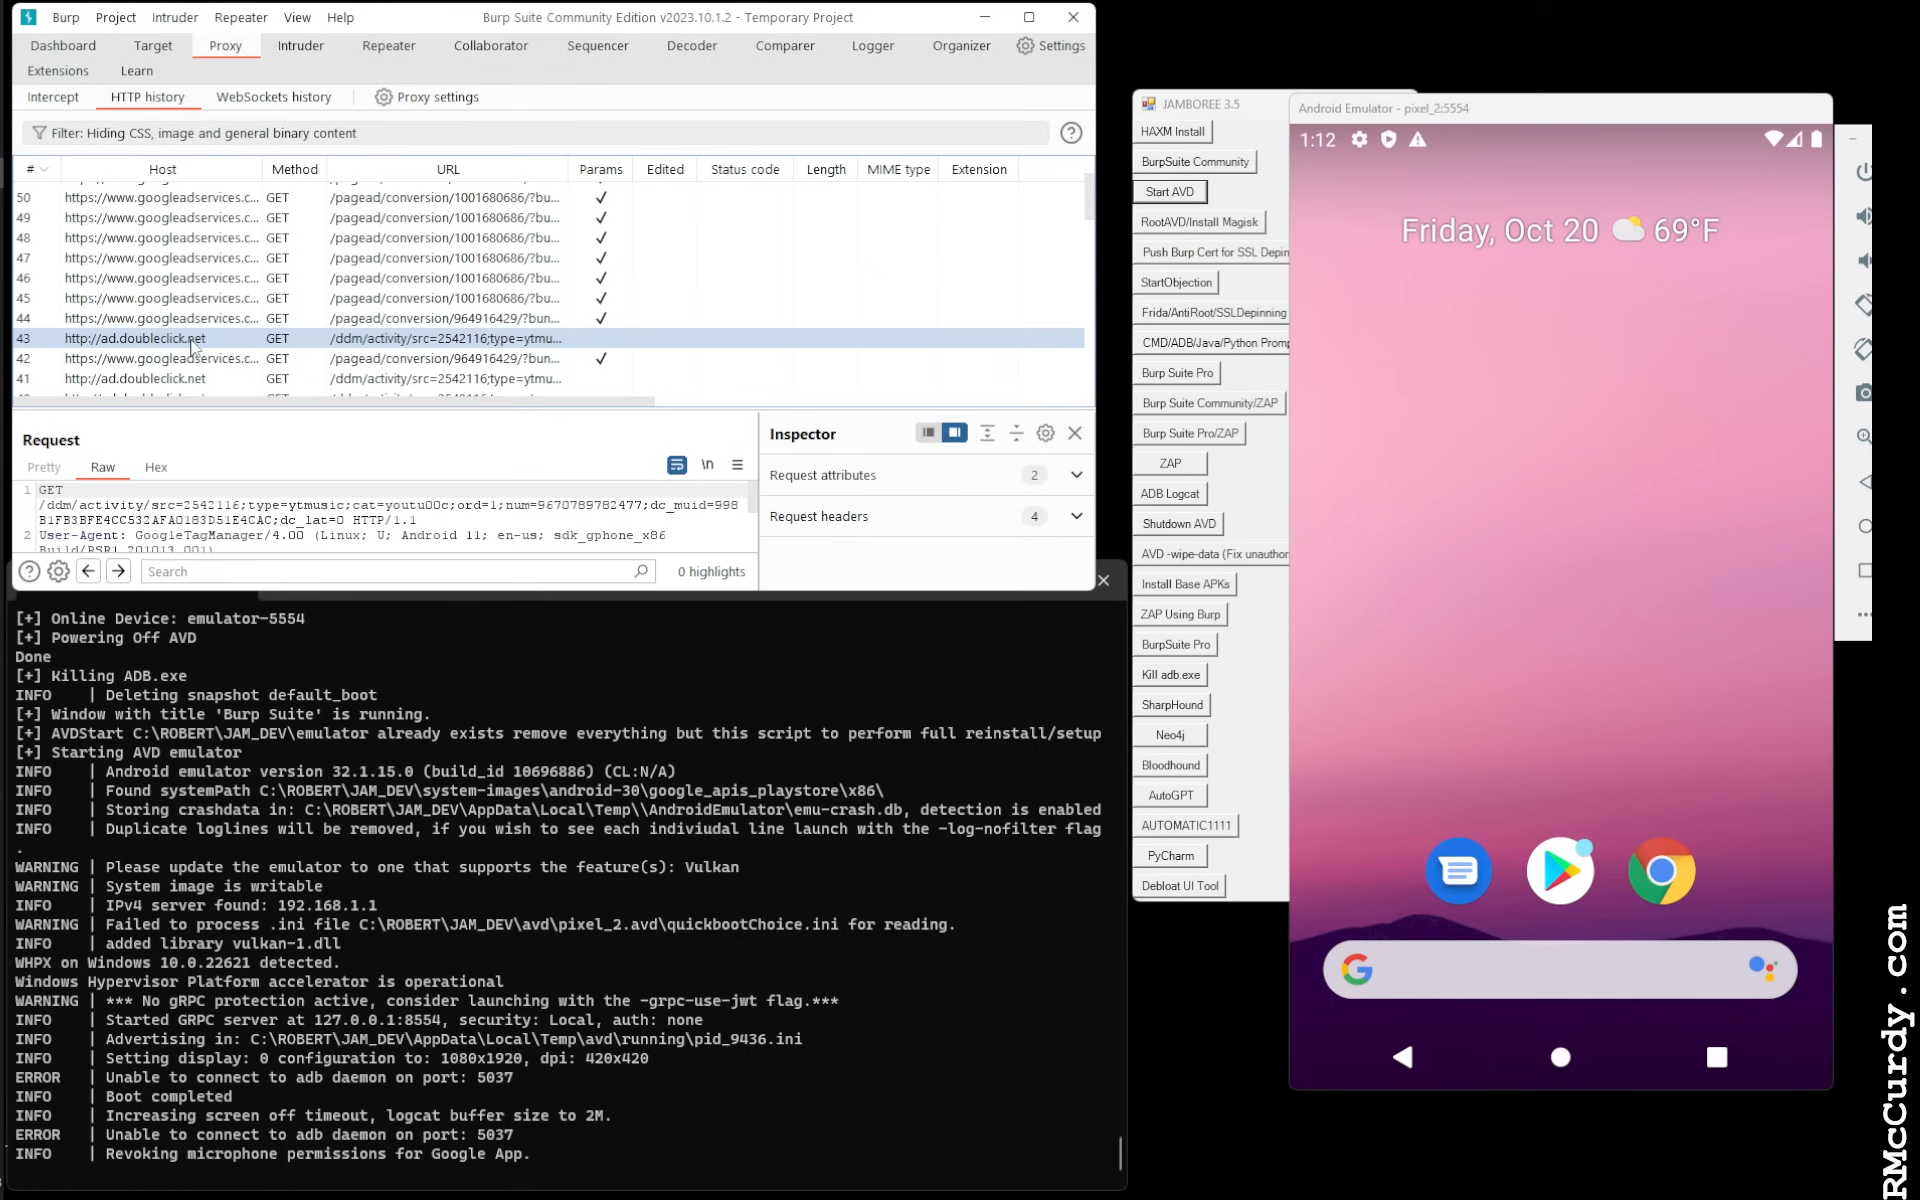 Burp Project Intruder Repeater View Help Burp Suite Community Edition v2023.10.1.2 - Temporary Project
Dashboard Target Proxy Intruder Repeater Collaborator Sequencer Decoder Comparer Logger Organizer Settings
Extensions Learn
Intercept HTTP history WebSockets history Proxy settings
Filter: Hiding CSS, image and general binary content
# Host Method URL Params Edited Status code Length MIME type Extension
50 https://www.googleadservices.c... GET /pagead/conversion/1001680686/?bu... ✓
49 https://www.googleadservices.c... GET /pagead/conversion/1001680686/?bu... ✓
48 https://www.googleadservices.c... GET /pagead/conversion/1001680686/?bu... ✓
47 https://www.googleadservices.c... GET /pagead/conversion/1001680686/?bu... ✓
46 https://www.googleadservices.c... GET /pagead/conversion/1001680686/?bu... ✓
45 https://www.googleadservices.c... GET /pagead/conversion/1001680686/?bu... ✓
44 https://www.googleadservices.c... GET /pagead/conversion/964916429/?bun... ✓
43 http://ad.doubleclick.net GET /ddm/activity/src=2542116;type=ytmu...
42 https://www.googleadservices.c... GET /pagead/conversion/964916429/?bun... ✓
41 http://ad.doubleclick.net GET /ddm/activity/src=2542116;type=ytmu...
Request
Pretty Raw Hex \n
1 GET
/ddm/activity/src=2542116;type=ytmusic;cat=youtu00c;ord=1;num=9670789782477;dc_muid=998
B1FB3BFE4CC532AFA0183D51E4CAC;dc_lat=0 HTTP/1.1
2 User-Agent: GoogleTagManager/4.00 (Linux; U; Android 11; en-us; sdk_gphone_x86
Build/RSR1.201013.001)
Search 0 highlights
Inspector
Request attributes 2
Request headers 4
[+] Online Device: emulator-5554
[+] Powering Off AVD
Done
[+] Killing ADB.exe
INFO | Deleting snapshot default_boot
[+] Window with title 'Burp Suite' is running.
[+] AVDStart C:\ROBERT\JAM_DEV\emulator already exists remove everything but this script to perform full reinstall/setup
[+] Starting AVD emulator
INFO | Android emulator version 32.1.15.0 (build_id 10696886) (CL:N/A)
INFO | Found systemPath C:\ROBERT\JAM_DEV\system-images\android-30\google_apis_playstore\x86\
INFO | Storing crashdata in: C:\ROBERT\JAM_DEV\AppData\Local\Temp\\AndroidEmulator\emu-crash.db, detection is enabled
INFO | Duplicate loglines will be removed, if you wish to see each indiviudal line launch with the -log-nofilter flag
.
WARNING | Please update the emulator to one that supports the feature(s): Vulkan
WARNING | System image is writable
INFO | IPv4 server found: 192.168.1.1
WARNING | Failed to process .ini file C:\ROBERT\JAM_DEV\avd\pixel_2.avd\quickbootChoice.ini for reading.
INFO | added library vulkan-1.dll
WHPX on Windows 10.0.22621 detected.
Windows Hypervisor Platform accelerator is operational
WARNING | *** No gRPC protection active, consider launching with the -grpc-use-jwt flag.***
INFO | Started GRPC server at 127.0.0.1:8554, security: Local, auth: none
INFO | Advertising in: C:\ROBERT\JAM_DEV\AppData\Local\Temp\avd\running\pid_9436.ini
INFO | Setting display: 0 configuration to: 1080x1920, dpi: 420x420
ERROR | Unable to connect to adb daemon on port: 5037
INFO | Boot completed
INFO | Increasing screen off timeout, logcat buffer size to 2M.
ERROR | Unable to connect to adb daemon on port: 5037
INFO | Revoking microphone permissions for Google App.
JAMBOREE 3.5
HAXM Install
BurpSuite Community
Start AVD
RootAVD/Install Magisk
Push Burp Cert for SSL Depin
StartObjection
Frida/AntiRoot/SSLDepinning
CMD/ADB/Java/Python Promp
Burp Suite Pro
Burp Suite Community/ZAP
Burp Suite Pro/ZAP
ZAP
ADB Logcat
Shutdown AVD
AVD -wipe-data (Fix unauthor
Install Base APKs
ZAP Using Burp
BurpSuite Pro
Kill adb.exe
SharpHound
Neo4j
Bloodhound
AutoGPT
AUTOMATIC1111
PyCharm
Debloat UI Tool
Android Emulator - pixel_2:5554
1:12
Friday, Oct 20 69°F
RMcCurdy.com